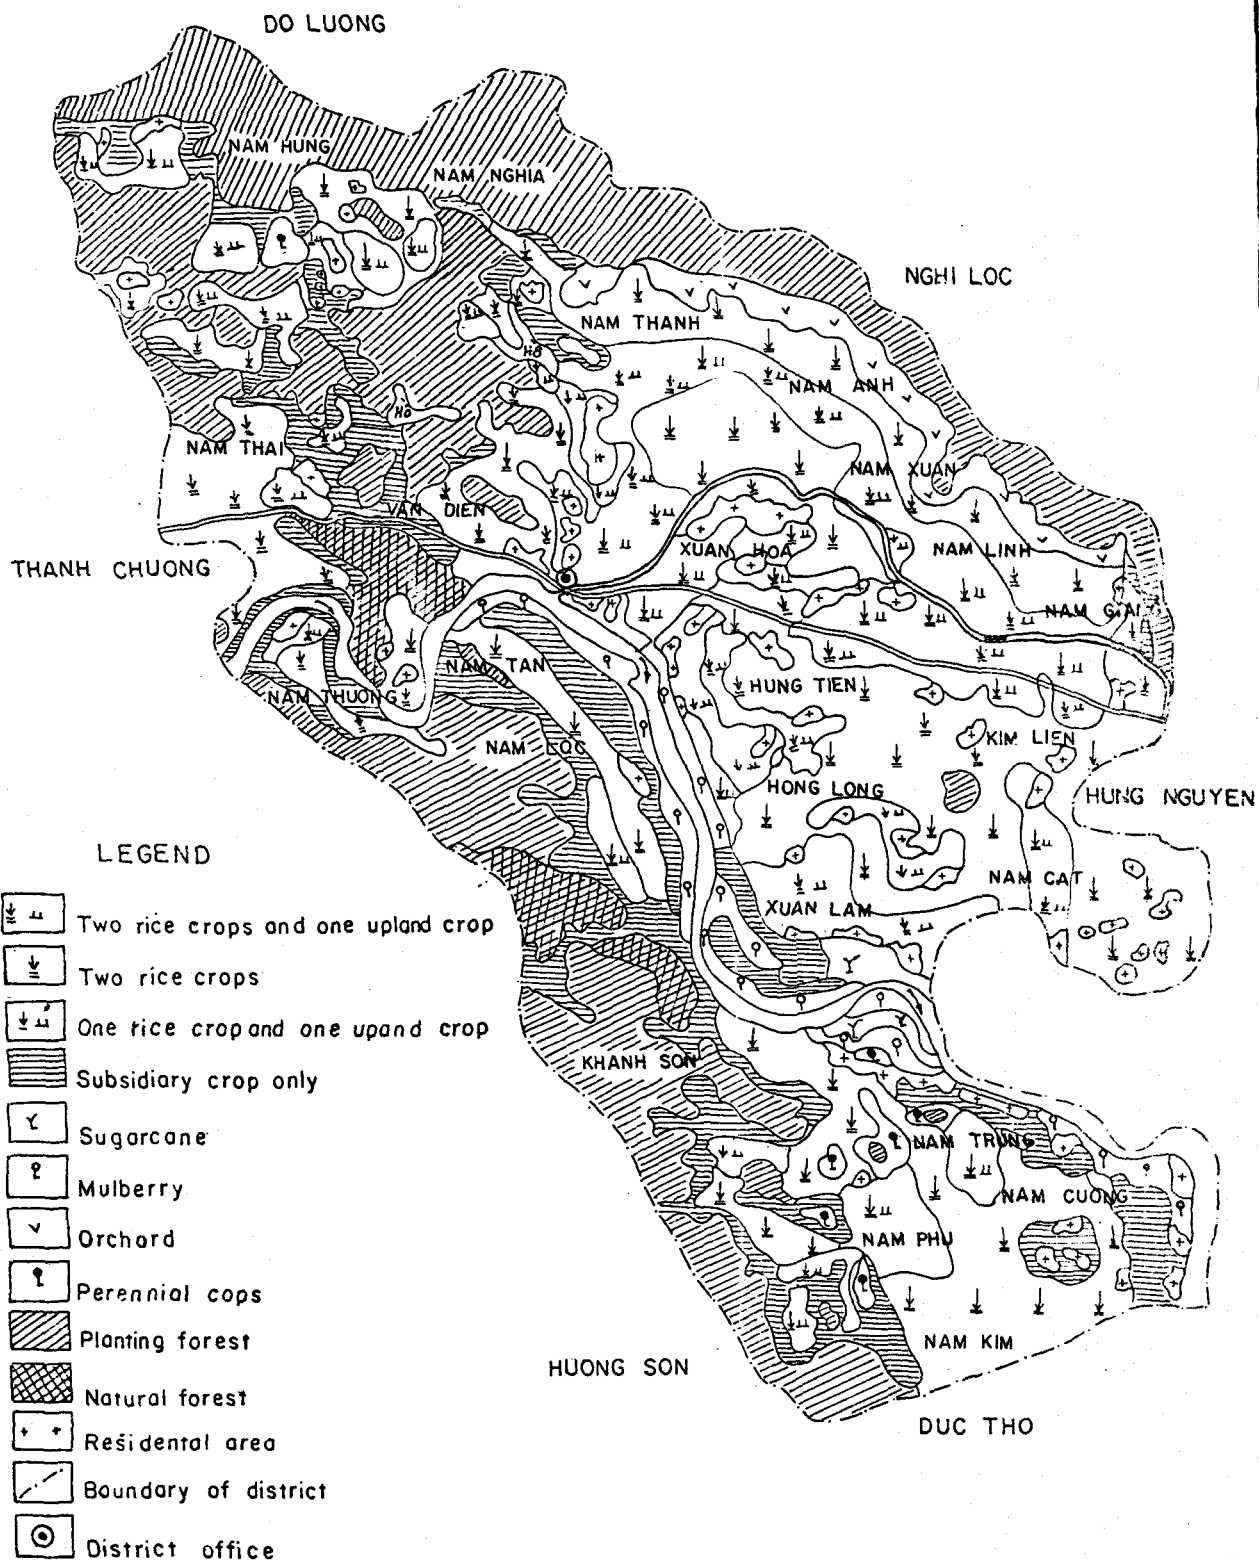 DO LUONG
NAM HUNG
NAM NGHIA
NGHI LOC
NAM THANH
Hồ
NAM ANH
Hồ
NAM THAI
NAM XUAN
VAN DIEN
XUAN HOA
NAM LINH
THANH CHUONG
NAM GIAI
NAM TAN
HUNG TIEN
NAM THUONG
KIM LIEN
NAM LOC
HONG LONG
HUNG NGUYEN
NAM CAT
XUAN LAM
KHANH SON
NAM TRUNG
NAM CUONG
NAM PHU
NAM KIM
HUONG SON
DUC THO
LEGEND
Two rice crops and one upland crop
Two rice crops
One rice crop and one upand crop
Subsidiary crop only
Sugarcane
Mulberry
Orchard
Perennial cops
Planting forest
Natural forest
Residental area
Boundary of district
District office